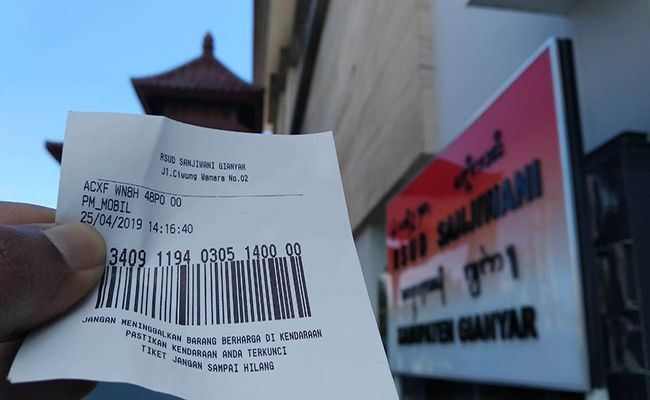 RSUD SANJIWANI GIANYAR
Jl.Ciwung Wanara No.02
ACXF WN8H 48P0 00
PM_MOBIL
25/04/2019 14:16:40
3409 1194 0305 1400 00
JANGAN MENINGGALKAN BARANG BERHARGA DI KENDARAAN
PASTIKAN KENDARAAN ANDA TERKUNCI
TIKET JANGAN SAMPAI HILANG
RSUD SANJIWANI
KABUPATEN GIANYAR